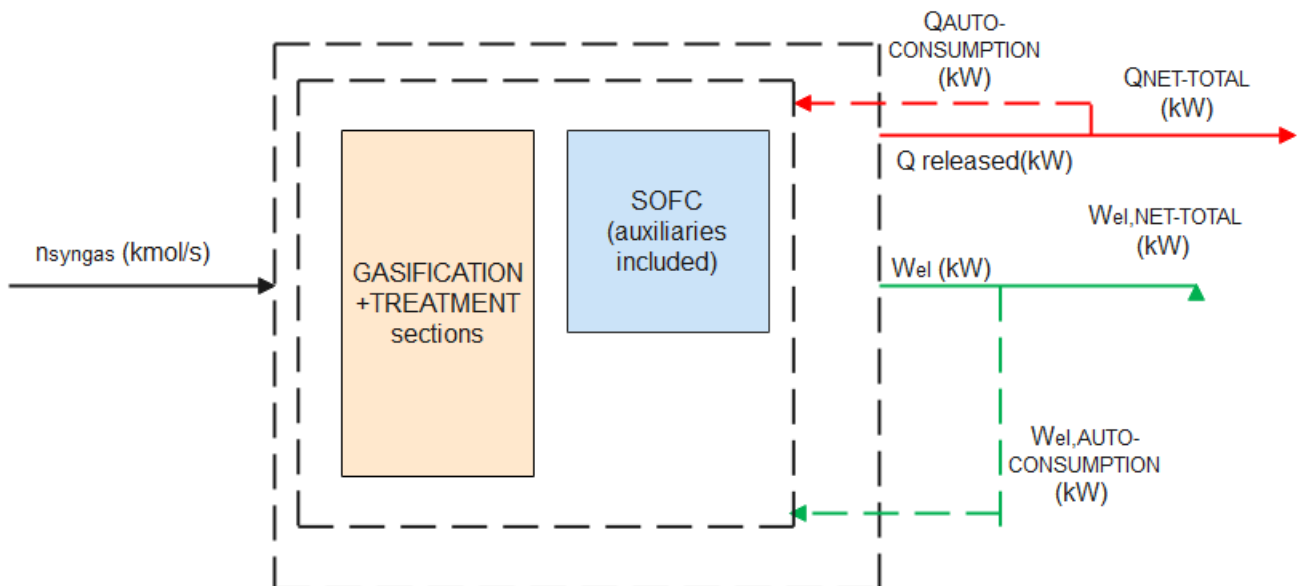 QAUTO-
CONSUMPTION
(kW)
QNET-TOTAL
(kW)
Q released(kW)
SOFC
(auxiliaries
included)
Wel,NET-TOTAL
(kW)
nsyngas (kmol/s)
Wel (kW)
GASIFICATION
+TREATMENT
sections
Wel,AUTO-
CONSUMPTION
(kW)